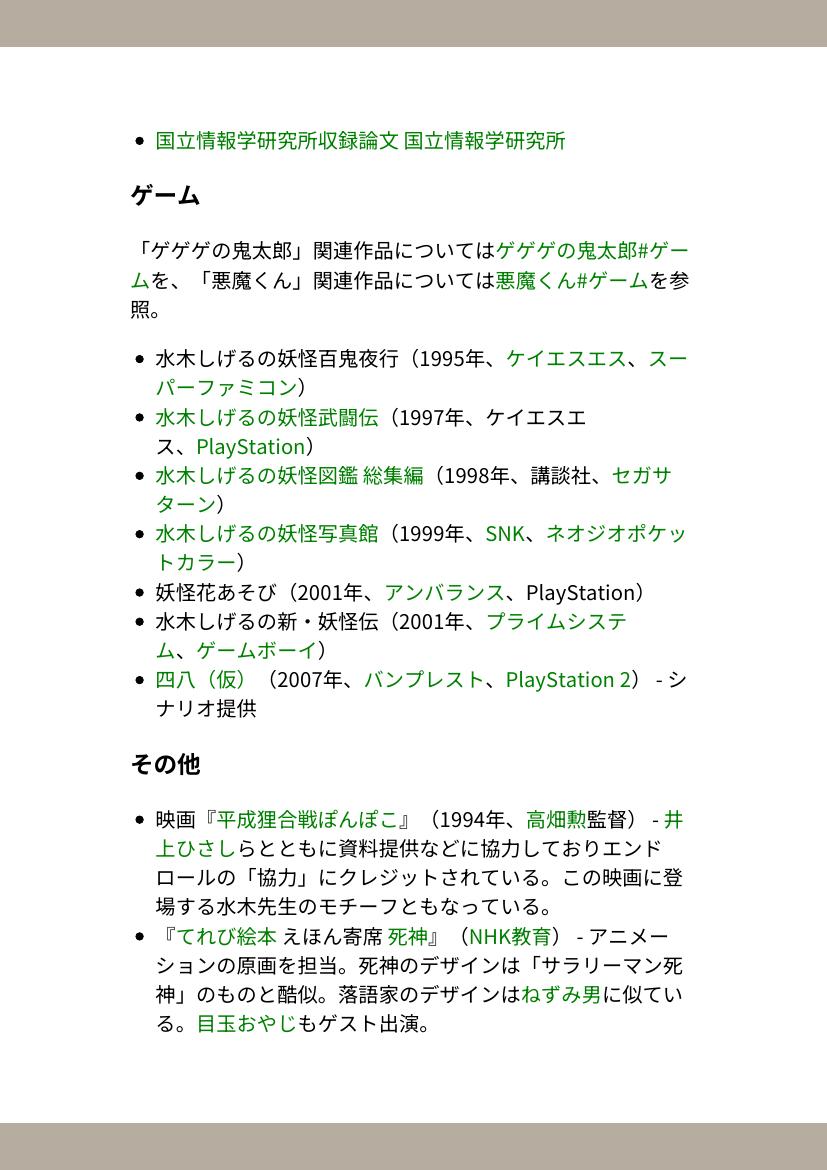 国立情報学研究所収録論文 国立情報学研究所
ゲーム
「ゲゲゲの鬼太郎」関連作品についてはゲゲゲの鬼太郎#ゲー
ムを、「悪魔くん」関連作品については悪魔くん#ゲームを参
照。
水木しげるの妖怪百鬼夜行（1995年、ケイエスエス、スー
パーファミコン）
水木しげるの妖怪武闘伝（1997年、ケイエスエ
ス、PlayStation）
水木しげるの妖怪図鑑 総集編（1998年、講談社、セガサ
ターン）
水木しげるの妖怪写真館（1999年、SNK、ネオジオポケッ
トカラー）
妖怪花あそび（2001年、アンバランス、PlayStation）
水木しげるの新・妖怪伝（2001年、プライムシステ
ム、ゲームボーイ）
四八（仮）（2007年、バンプレスト、PlayStation 2） - シ
ナリオ提供
その他
映画『平成狸合戦ぽんぽこ』（1994年、高畑勲監督） - 井
上ひさしらとともに資料提供などに協力しておりエンド
ロールの「協力」にクレジットされている。この映画に登
場する水木先生のモチーフともなっている。
『てれび絵本 えほん寄席 死神』（NHK教育） - アニメー
ションの原画を担当。死神のデザインは「サラリーマン死
神」のものと酷似。落語家のデザインはねずみ男に似てい
る。目玉おやじもゲスト出演。